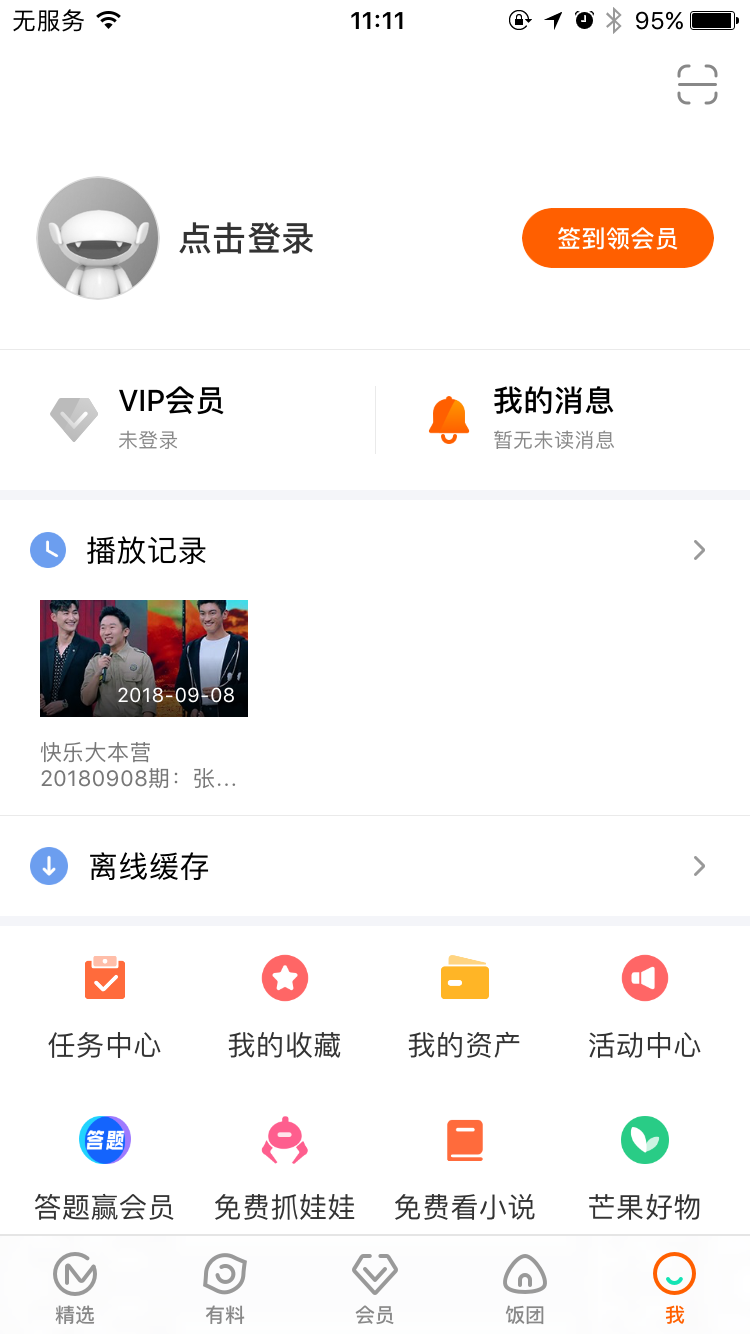 无服务 11:11 95%
点击登录 签到领会员
VIP会员
未登录
我的消息
暂无未读消息
播放记录
2018-09-08
快乐大本营
20180908期：张...
离线缓存
任务中心 我的收藏 我的资产 活动中心
答题
答题赢会员 免费抓娃娃 免费看小说 芒果好物
精选 有料 会员 饭团 我